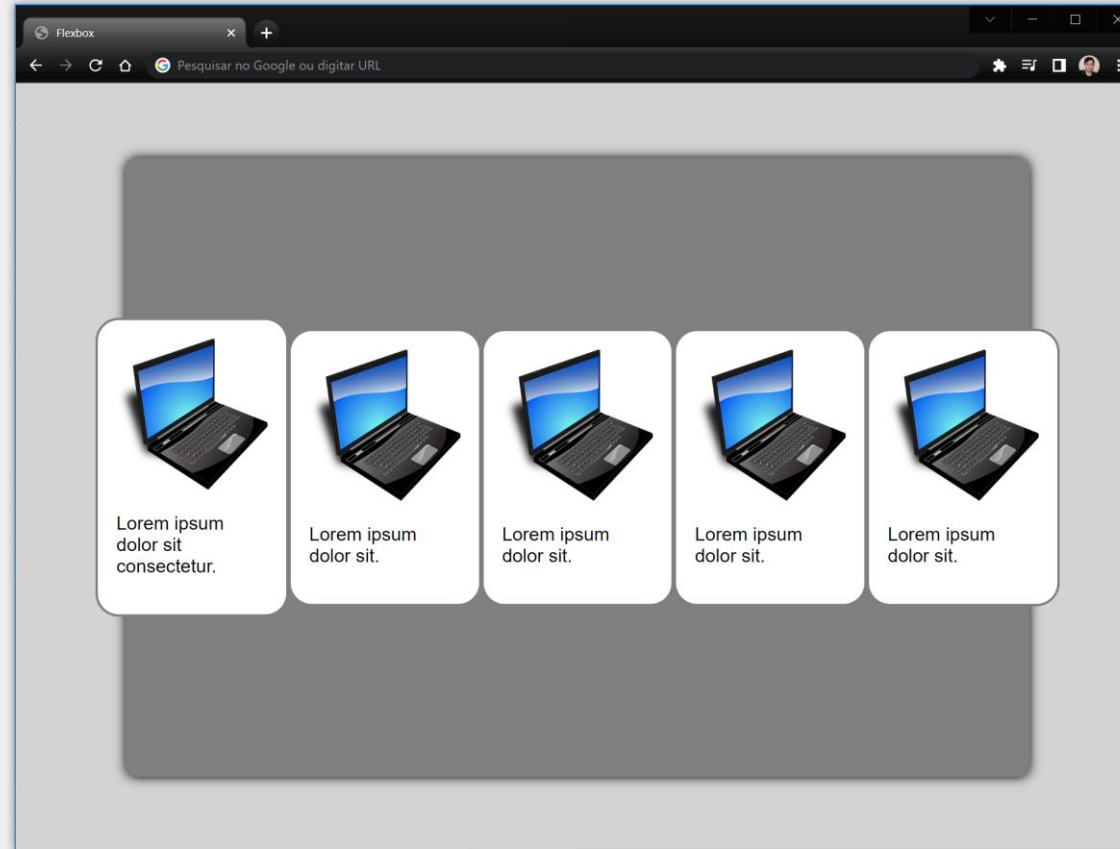 Flexbox
Pesquisar no Google ou digitar URL
Lorem ipsum
dolor sit
consectetur.
Lorem ipsum
dolor sit.
Lorem ipsum
dolor sit.
Lorem ipsum
dolor sit.
Lorem ipsum
dolor sit.